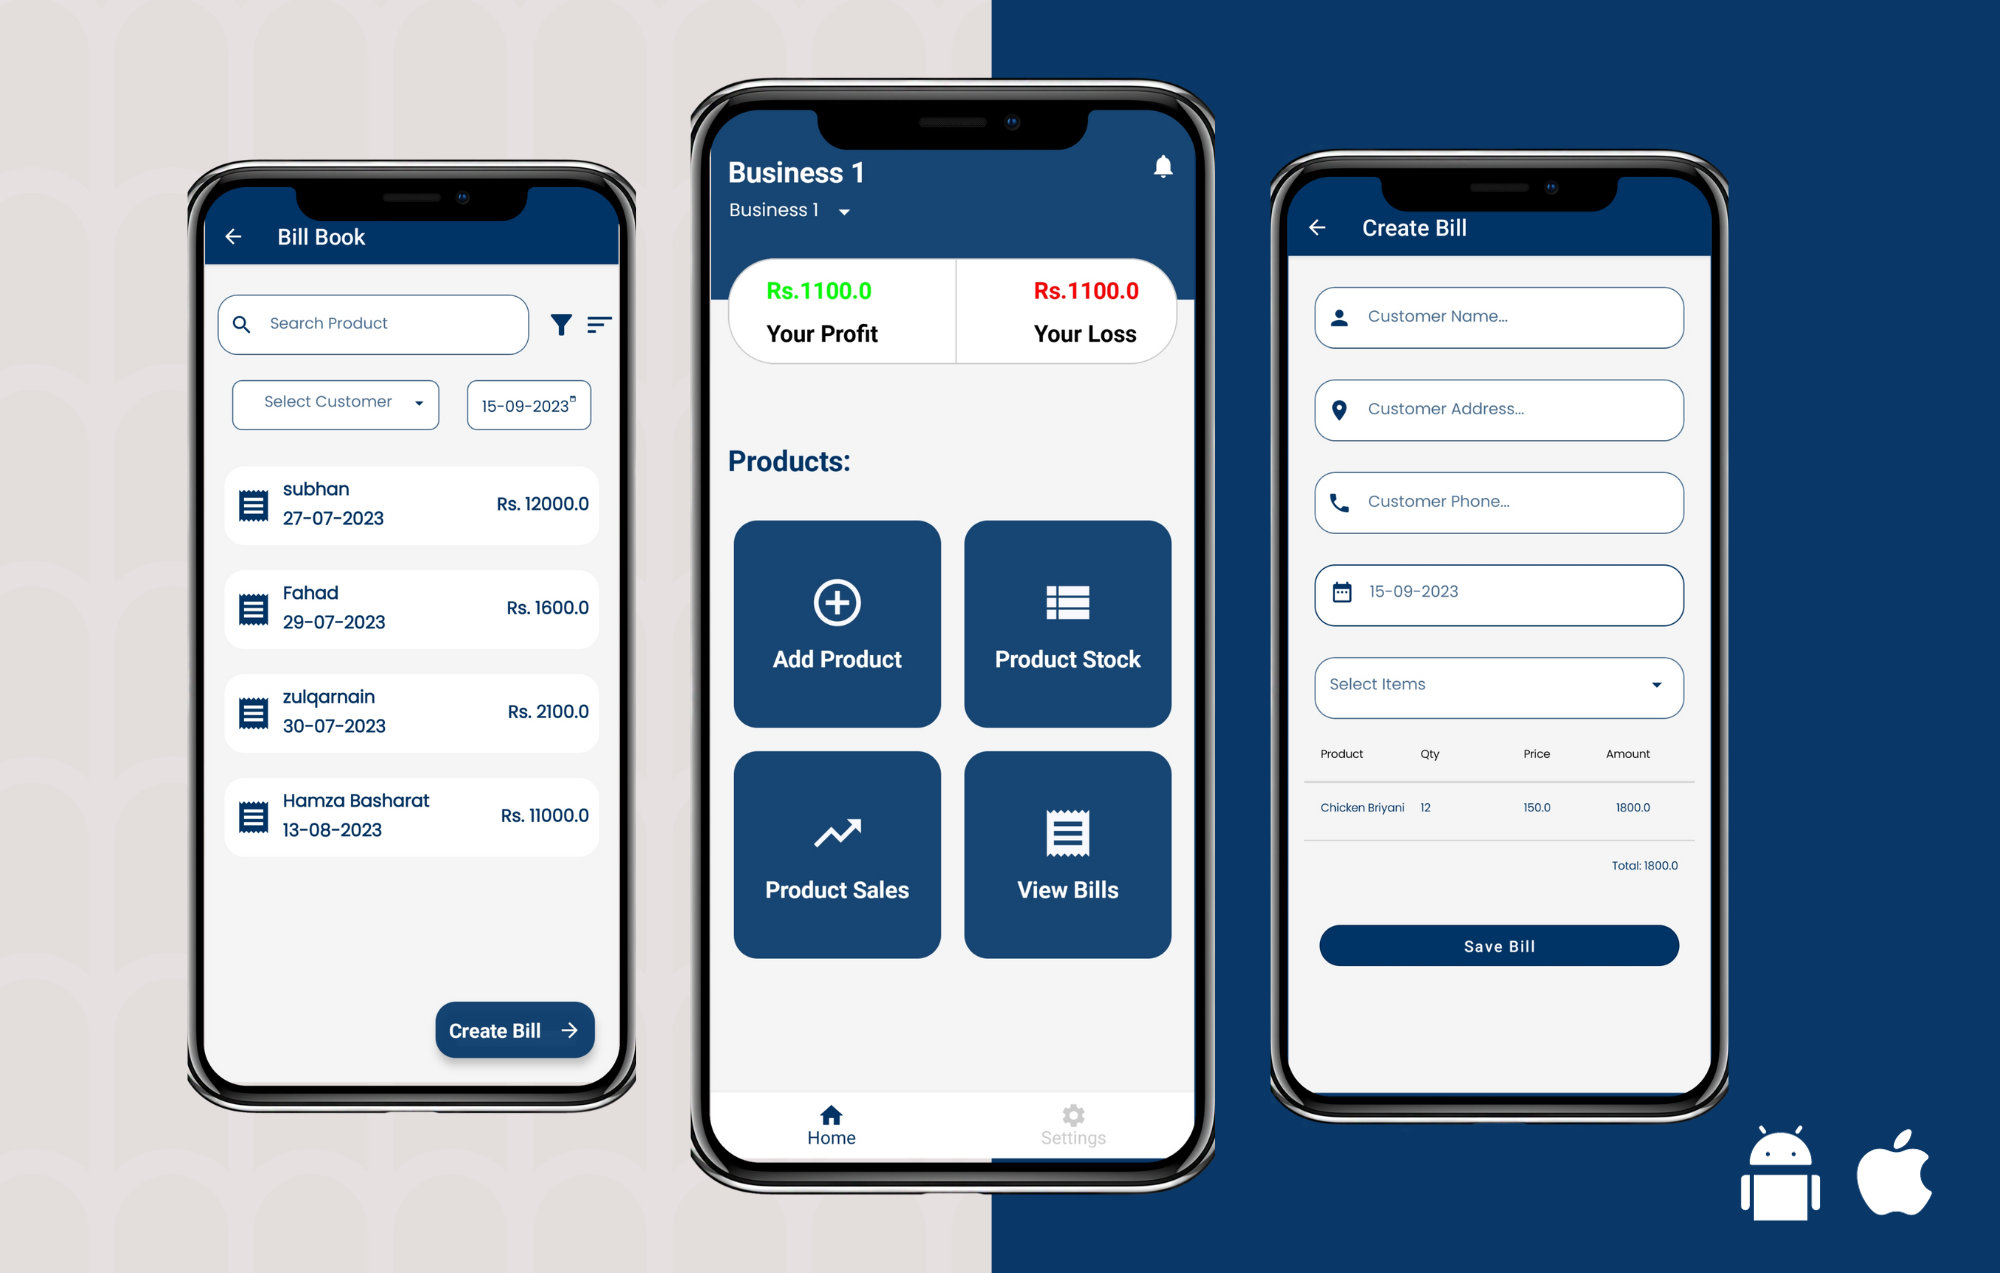 Bill Book
Search Product
Select Customer
15-09-2023
subhan
27-07-2023
Rs. 12000.0
Fahad
29-07-2023
Rs. 1600.0
zulqarnain
30-07-2023
Rs. 2100.0
Hamza Basharat
13-08-2023
Rs. 11000.0
Create Bill
Business 1
Business 1
Rs.1100.0
Your Profit
Rs.1100.0
Your Loss
Products:
Add Product
Product Stock
Product Sales
View Bills
Home
Settings
Create Bill
Customer Name...
Customer Address...
Customer Phone...
15-09-2023
Select Items
Product Qty Price Amount
Chicken Briyani 12 150.0 1800.0
Total: 1800.0
Save Bill